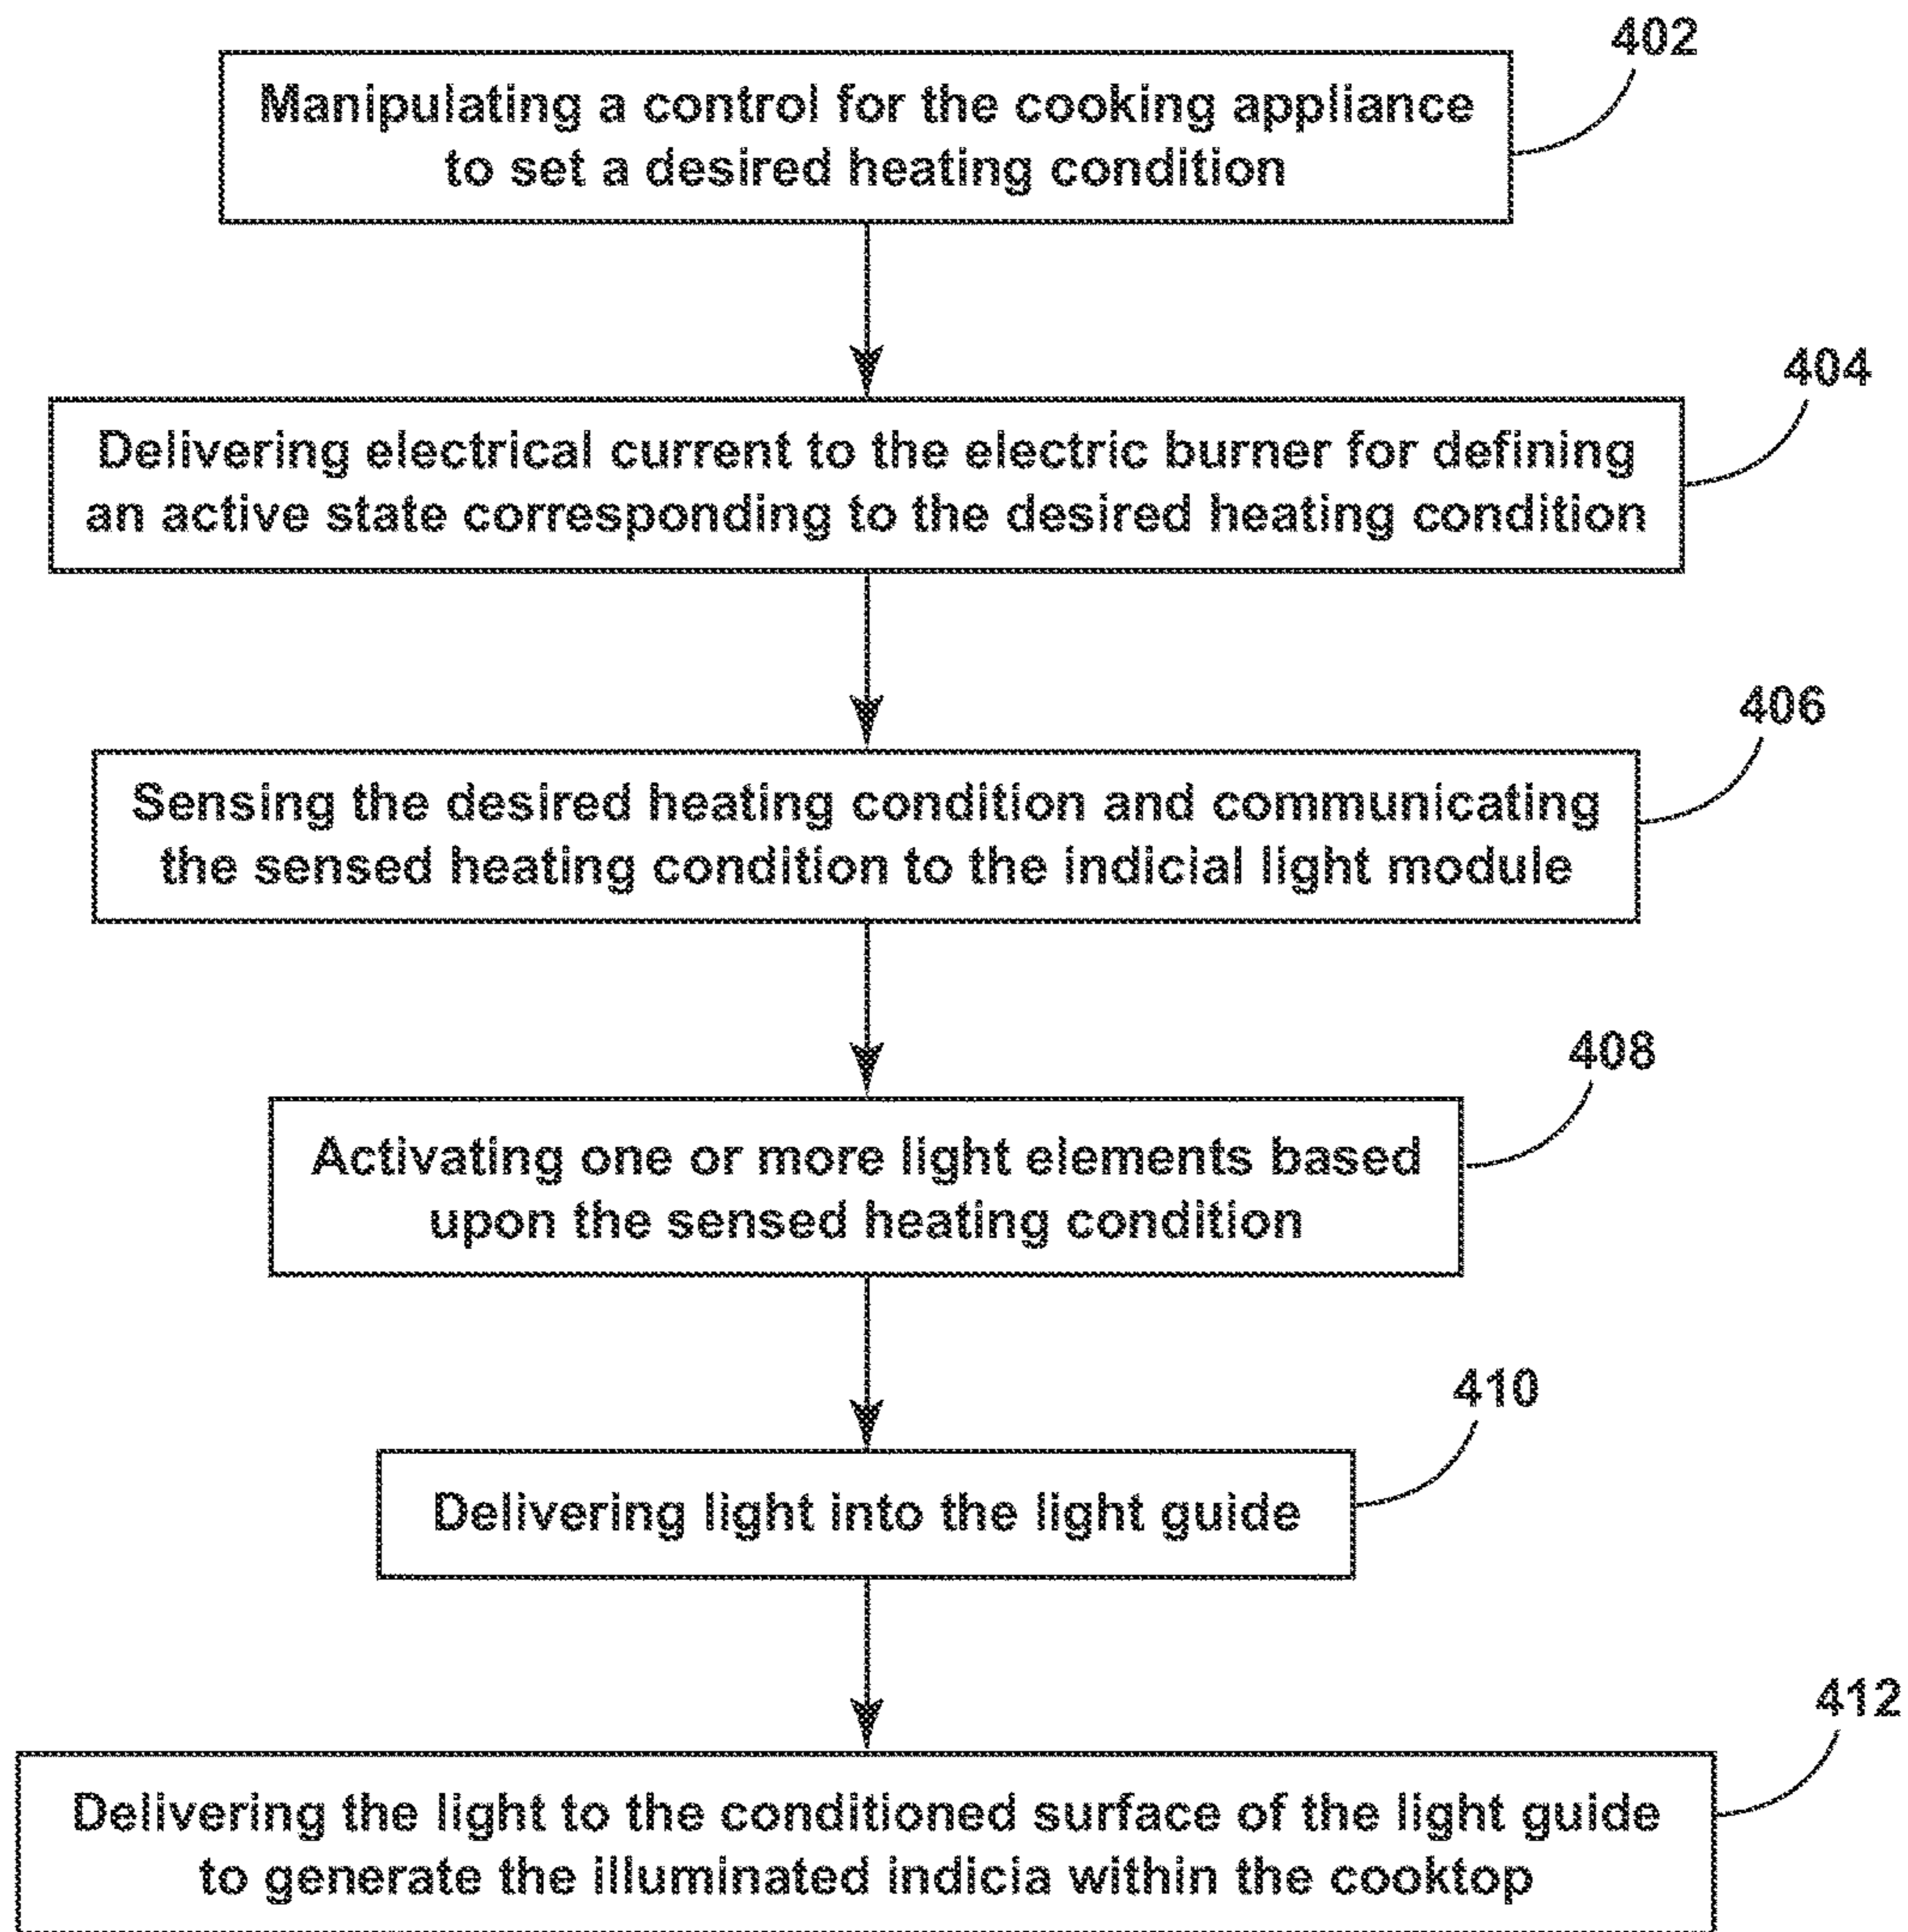 402
Manipulating a control for the cooking appliance
to set a desired heating condition
404
Delivering electrical current to the electric burner for defining
an active state corresponding to the desired heating condition
406
Sensing the desired heating condition and communicating
the sensed heating condition to the indicial light module
408
Activating one or more light elements based
upon the sensed heating condition
410
Delivering light into the light guide
412
Delivering the light to the conditioned surface of the light guide
to generate the illuminated indicia within the cooktop